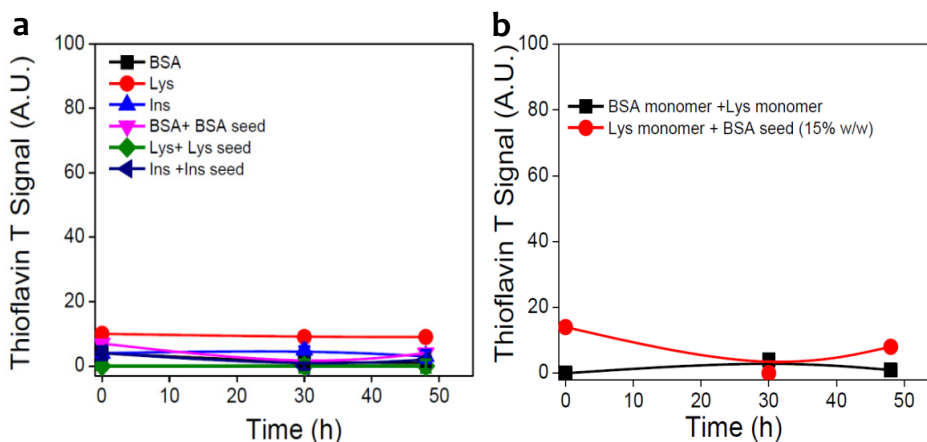 a
Thioflavin T Signal (A.U.)
100
80
60
40
20
0
BSA
Lys
Ins
BSA+ BSA seed
Lys+ Lys seed
Ins +Ins seed
0 10 20 30 40 50
Time (h)
b
Thioflavin T Signal (A.U.)
100
80
60
40
20
0
BSA monomer +Lys monomer
Lys monomer + BSA seed (15% w/w)
0 10 20 30 40 50
Time (h)